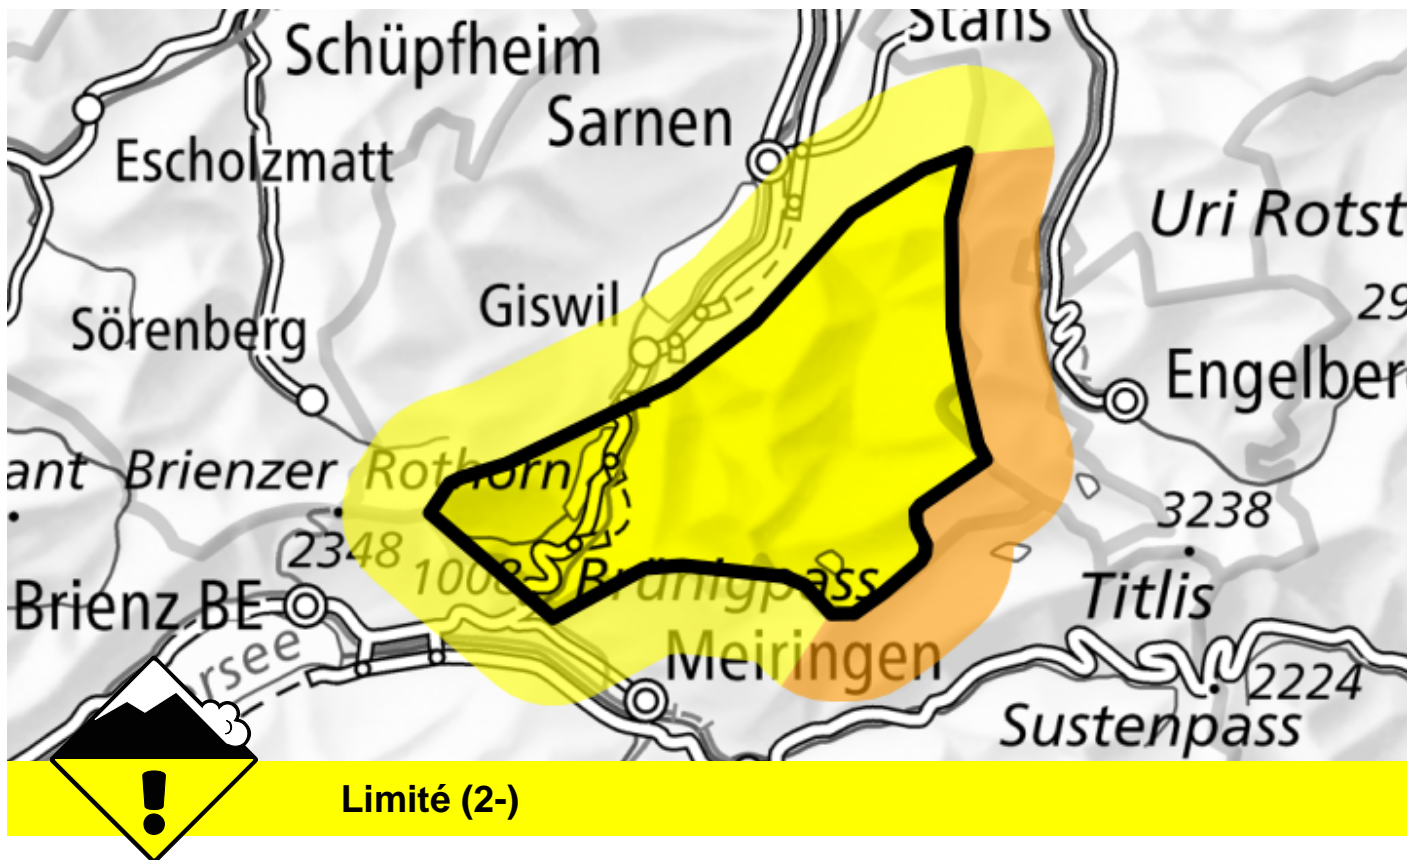 Stans
Schüpfheim
Sarnen
Escholzmatt
Uri Rotst
Giswil
29
Sörenberg
Engelber
ant Brienzer Rothorn
3238
2348
1008
Brünigpass
Titlis
Brienz BE
Meiringen
rsee
2224
Sustenpass
Limité (2-)